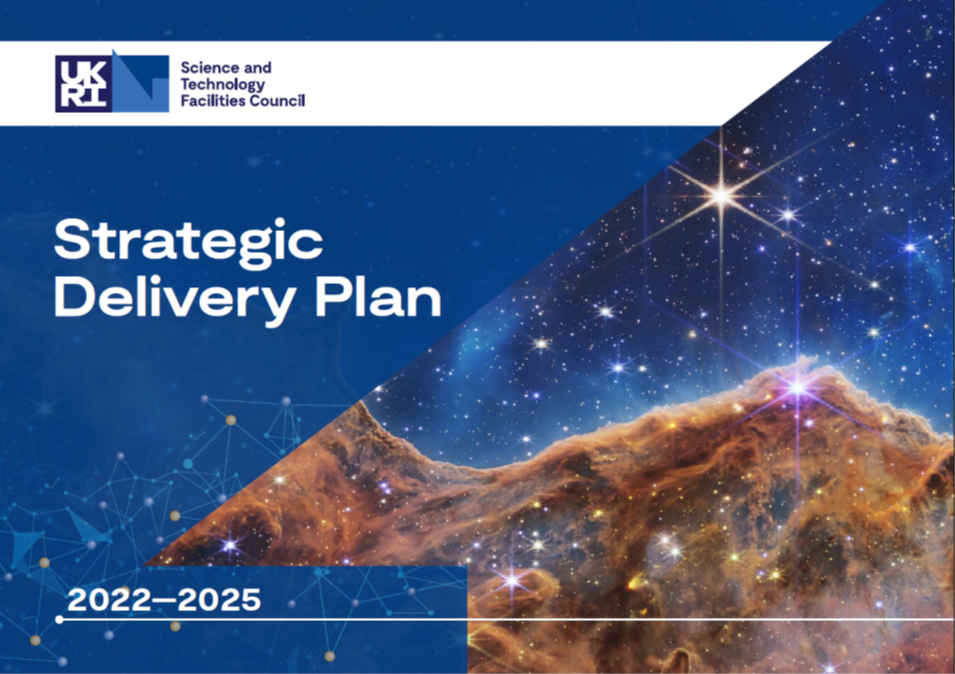 UK
RI
Science and
Technology
Facilities Council
Strategic
Delivery Plan
2022–2025